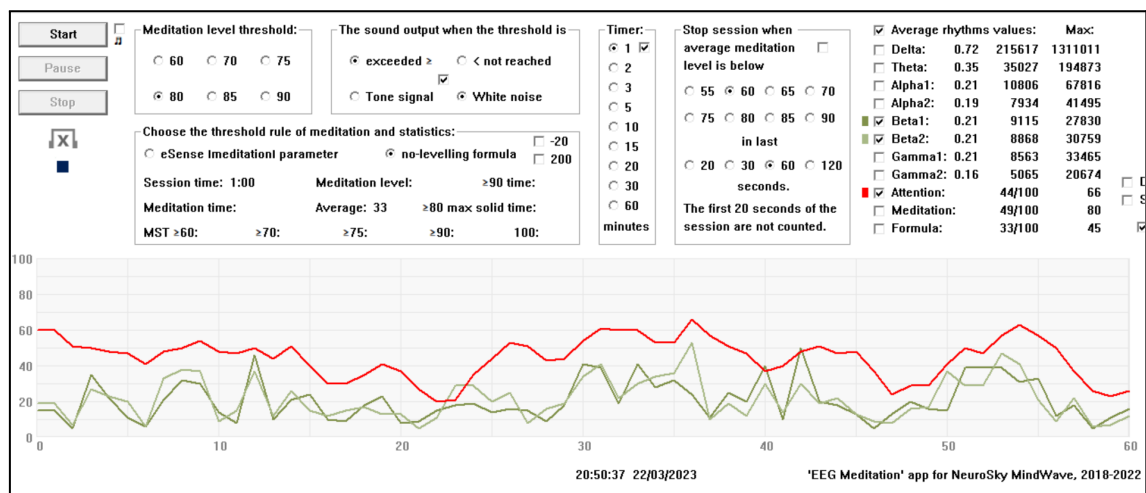 Start
Pause
Stop
Meditation level threshold:
60 70 75
80 85 90
The sound output when the threshold is
exceeded ≥ < not reached
Tone signal White noise
Choose the threshold rule of meditation and statistics:
eSense |meditation| parameter no-levelling formula
-20
200
Session time: 1:00 Meditation level: ≥90 time:
Meditation time: Average: 33 ≥80 max solid time:
MST ≥60: ≥70: ≥75: ≥90: 100:
Timer:
1
2
3
5
10
15
20
30
60
minutes
Stop session when
average meditation
level is below
55 60 65 70
75 80 85 90
in last
20 30 60 120
seconds.
The first 20 seconds of the
session are not counted.
Average rhythms values: Max:
Delta: 0.72 215617 1311011
Theta: 0.35 35027 194873
Alpha1: 0.21 10806 67816
Alpha2: 0.19 7934 41495
Beta1: 0.21 9115 27830
Beta2: 0.21 8868 30759
Gamma1: 0.21 8563 33465
Gamma2: 0.16 5065 20674
Attention: 44/100 66
Meditation: 49/100 80
Formula: 33/100 45
100
80
60
40
20
0
0 10 20 30 40 50 60
20:50:37 22/03/2023 'EEG Meditation' app for NeuroSky MindWave, 2018-2022